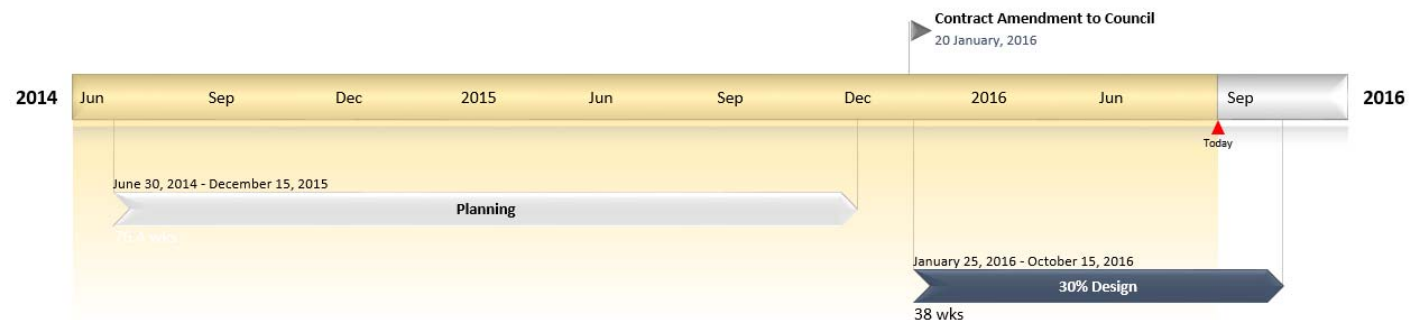 Contract Amendment to Council
20 January, 2016
2014 Jun Sep Dec 2015 Jun Sep Dec 2016 Jun Sep 2016
Today
June 30, 2014 - December 15, 2015
Planning
wks
January 25, 2016 - October 15, 2016
30% Design
38 wks